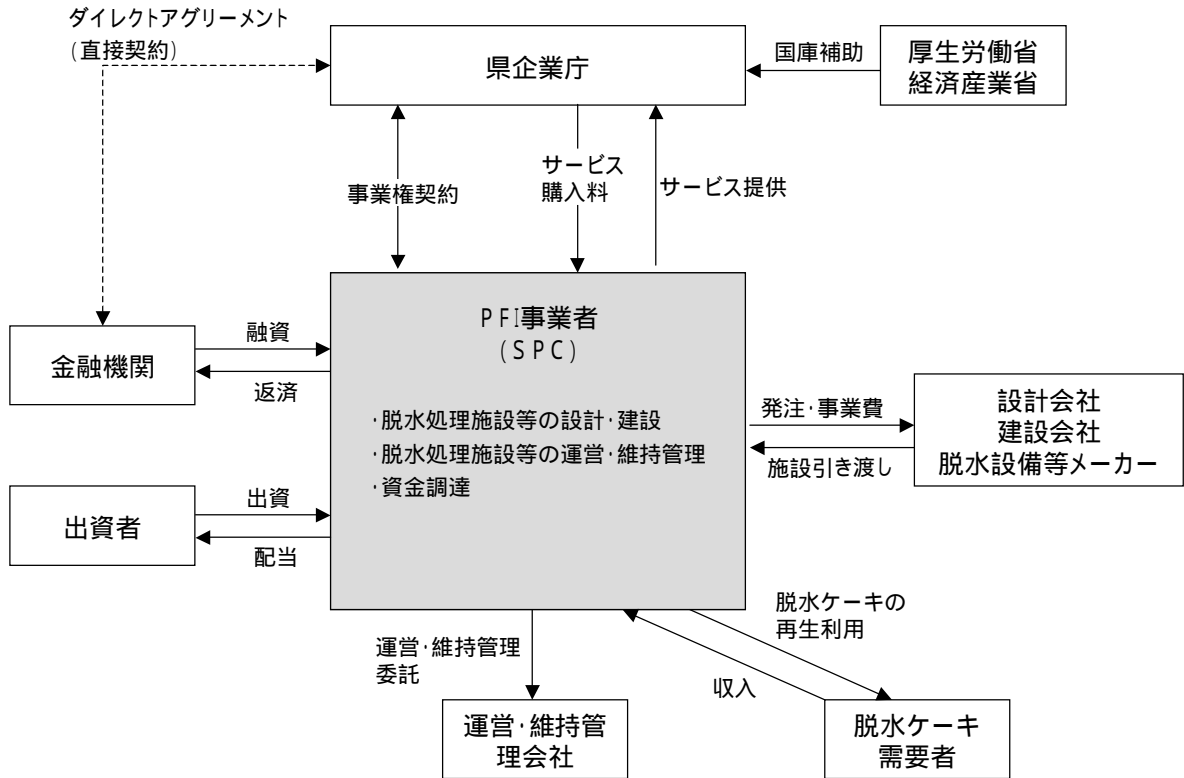 ダイレクトアグリーメント
(直接契約)
県企業庁
国庫補助
厚生労働省
経済産業省
事業権契約
サービス
購入料
サービス提供
PFI事業者
(SPC)
・脱水処理施設等の設計・建設
・脱水処理施設等の運営・維持管理
・資金調達
金融機関
融資
返済
出資者
出資
配当
発注・事業費
施設引き渡し
設計会社
建設会社
脱水設備等メーカー
運営・維持管理
委託
運営・維持管
理会社
脱水ケーキの
再生利用
収入
脱水ケーキ
需要者